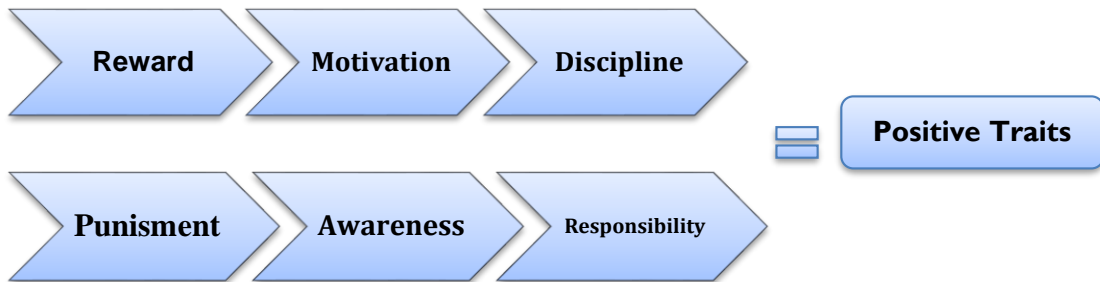 Reward
Motivation
Discipline
Positive Traits
Punisment
Awareness
Responsibility